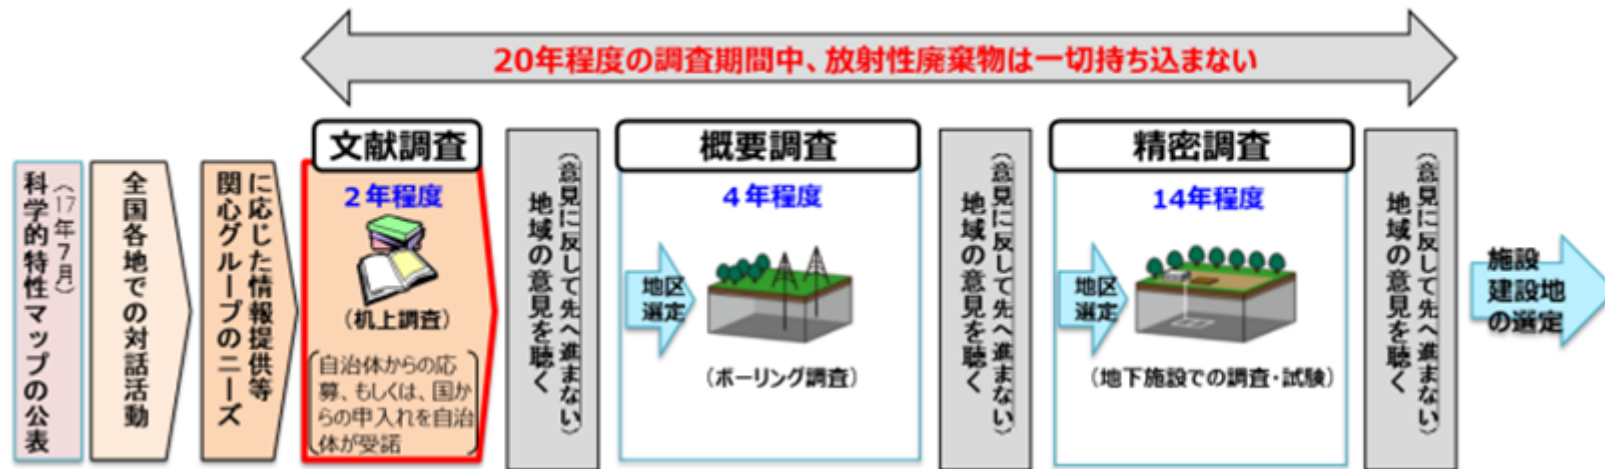 20年程度の調査期間中、放射性廃棄物は一切持ち込まない
科学的特性マップの公表
（17年7月）
全国各地での対話活動
関心グループのニーズ
に応じた情報提供等
文献調査
２年程度
（机上調査）
自治体からの応
募、もしくは、国か
らの申入れを自治
体が受諾
地域の意見を聴く
（意見に反して先へ進まない）
概要調査
４年程度
地区
選定
（ボーリング調査）
地域の意見を聴く
（意見に反して先へ進まない）
精密調査
14年程度
地区
選定
（地下施設での調査・試験）
地域の意見を聴く
（意見に反して先へ進まない）
施設
建設地
の選定